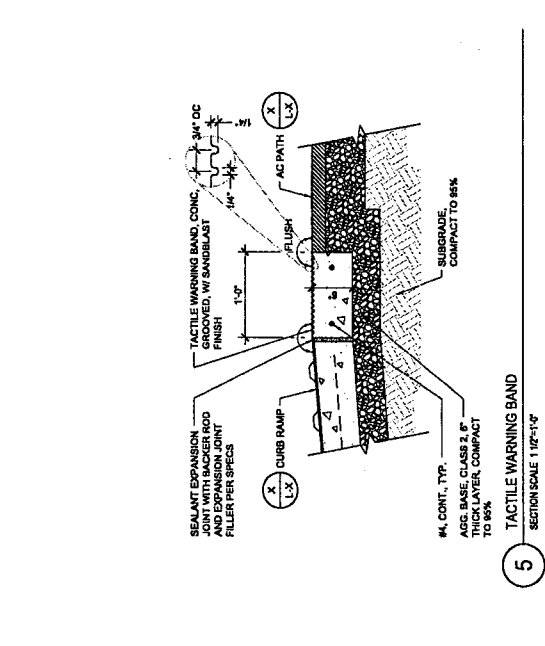 SEALANT EXPANSION
JOINT WITH BACKER ROD
AND EXPANSION JOINT
FILLER PER SPECS
TACTILE WARNING BAND, CONC,
GROOVED, W/ SANDBLAST
FINISH
3/4" OC
1/4"
1/4"
1'-0"
FLUSH
X
L-X
CURB RAMP
AC PATH
X
L-X
#4, CONT., TYP.
AGG. BASE, CLASS 2, 6"
THICK LAYER, COMPACT
TO 95%
SUBGRADE,
COMPACT TO 95%
5
TACTILE WARNING BAND
SECTION SCALE 1 1/2"=1'-0"